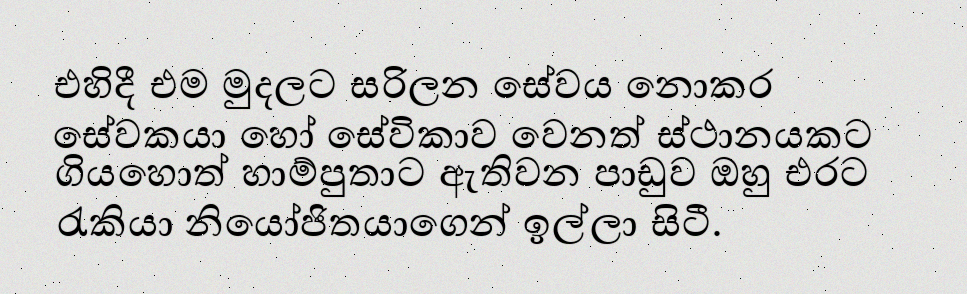 එහිදී එම මුදලට සරිලන සේවය නොකර
සේවකයා හෝ සේවිකාව වෙනත් ස්ථානයකට
ගියහොත් හාම්පුතාට ඇතිවන පාඩුව ඔහු එරට
රැකියා නියෝජිතයාගෙන් ඉල්ලා සිටී.